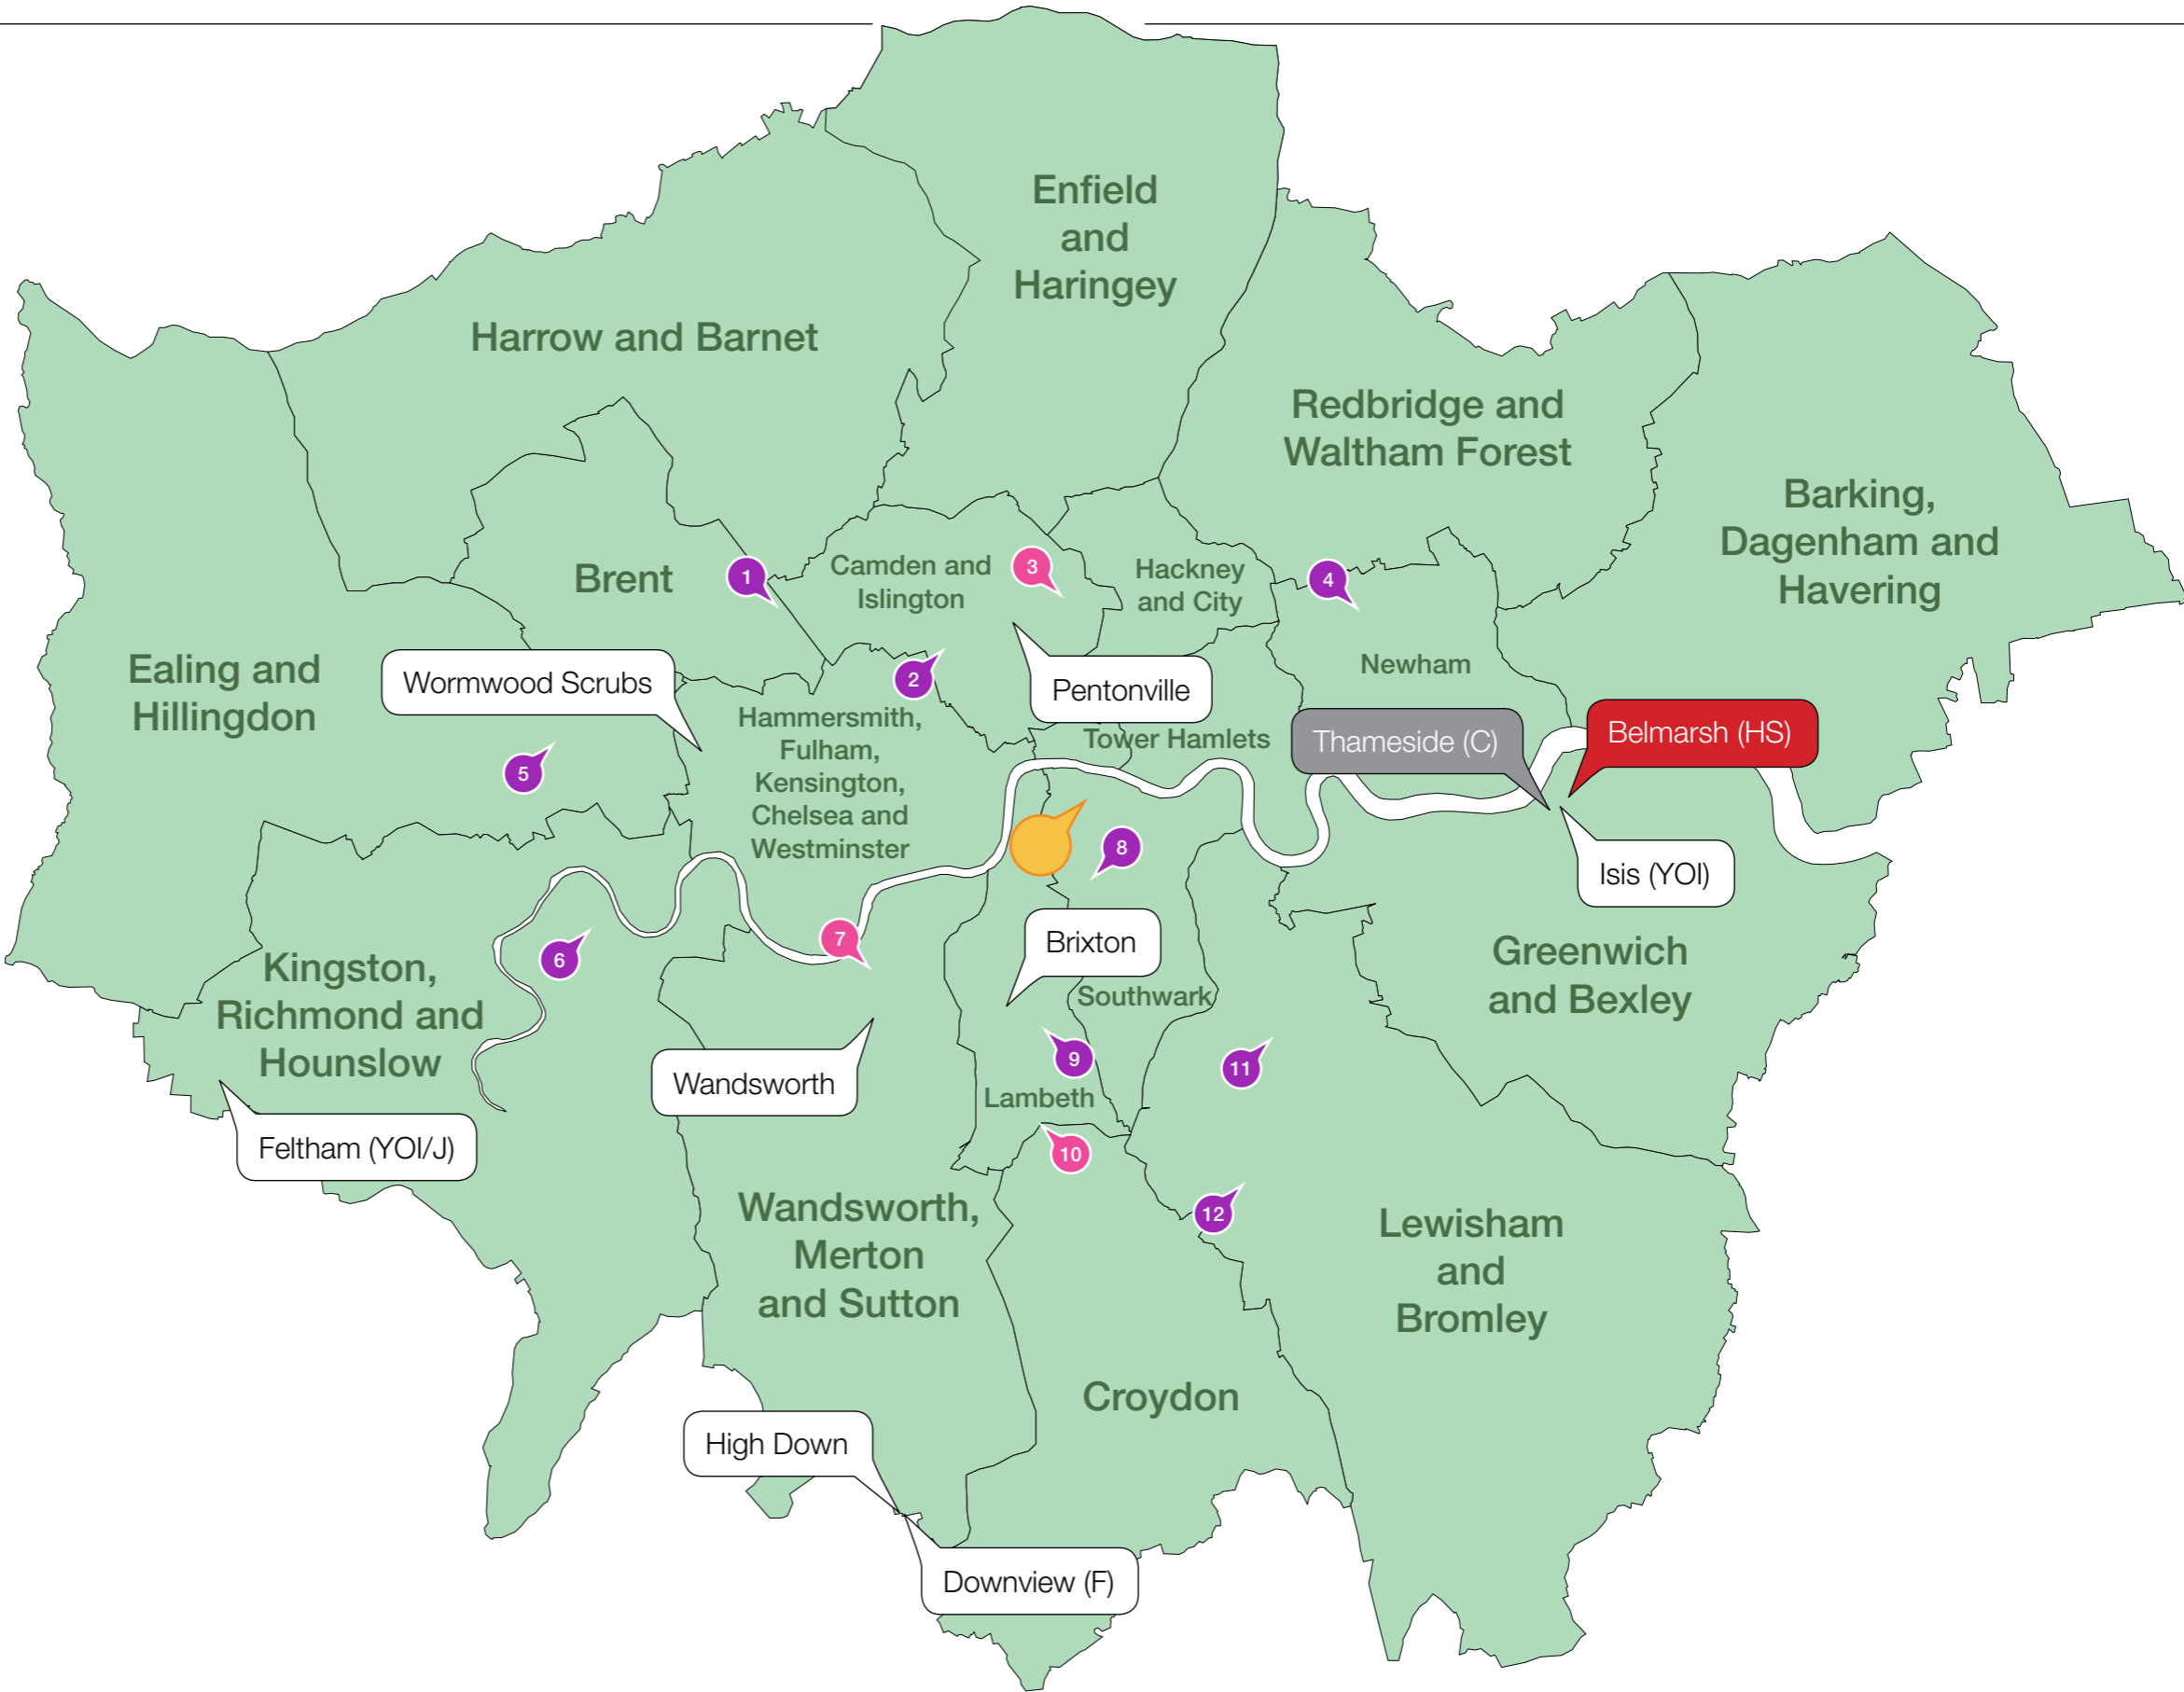 Enfield
and
Haringey
Harrow and Barnet
Redbridge and
Waltham Forest
Barking,
Dagenham and
Havering
Brent
1
Camden and
Islington
3
Hackney
and City
4
Newham
Ealing and
Hillingdon
Wormwood Scrubs
2
Pentonville
Hammersmith,
Fulham,
Kensington,
Chelsea and
Westminster
Tower Hamlets
Thameside (C)
Belmarsh (HS)
5
8
Isis (YOI)
7
6
Brixton
Kingston,
Richmond and
Hounslow
Southwark
Greenwich
and Bexley
Wandsworth
9
11
Lambeth
Feltham (YOI/J)
10
12
Wandsworth,
Merton
and Sutton
Lewisham
and
Bromley
Croydon
High Down
Downview (F)